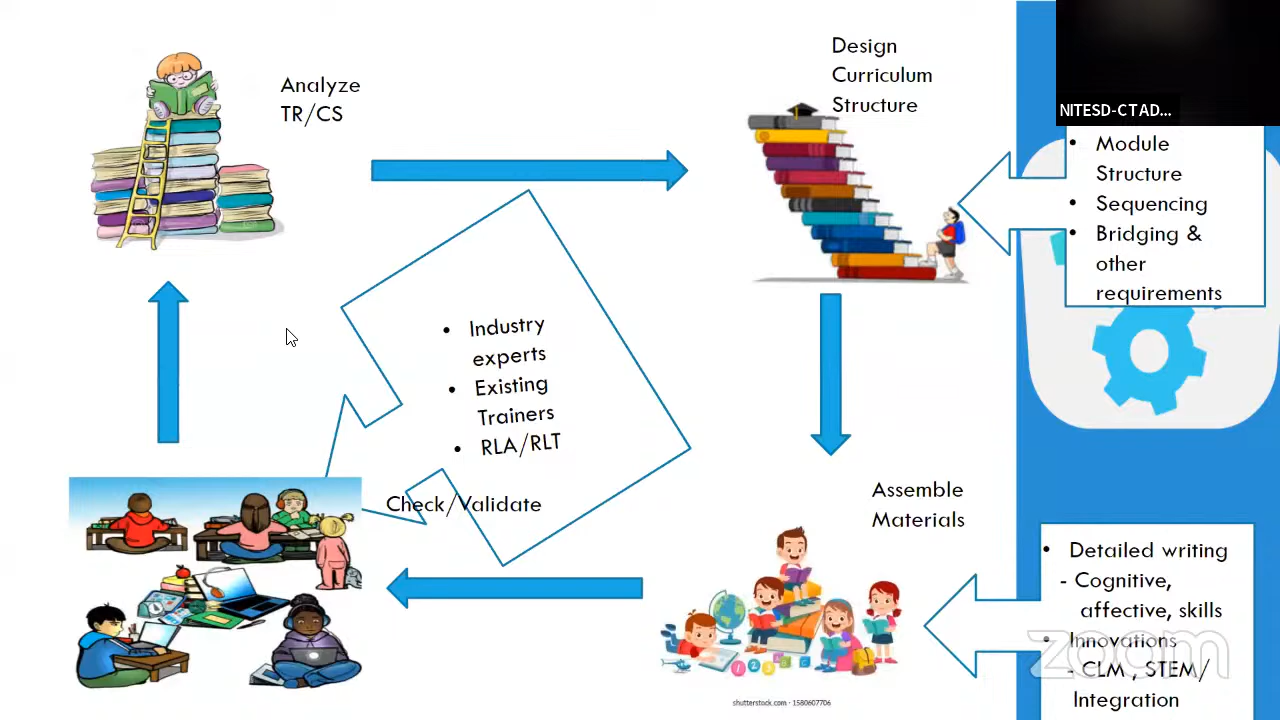 Analyze
TR/CS
Design
Curriculum
Structure
NITESD-CTAD...
• Module
Structure
• Sequencing
• Bridging &
other
requirements
• Industry
experts
• Existing
Trainers
• RLA/RLT
Check/Validate
Assemble
Materials
• Detailed writing
- Cognitive,
affective, skills
• Innovations
- CLM , STEM/
Integration
zoom
shutterstock.com · 1580607706